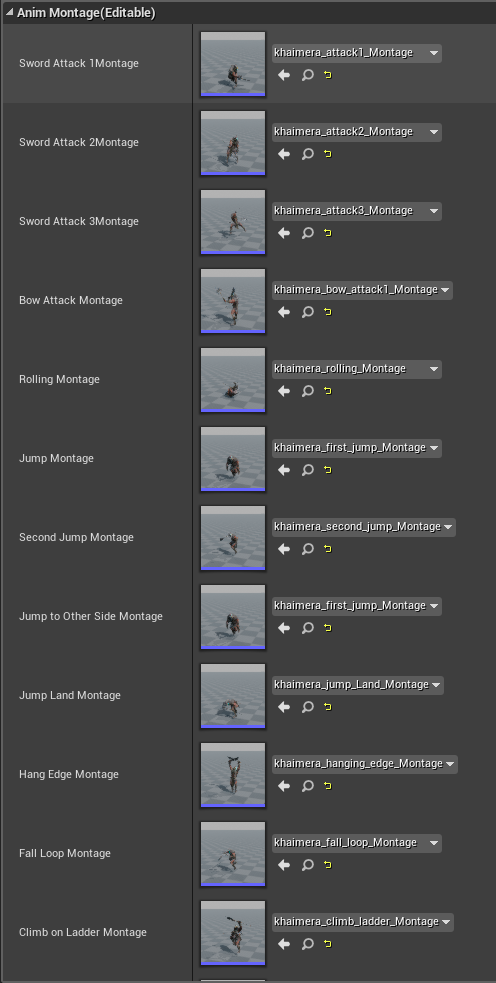 Anim Montage(Editable)
Sword Attack 1Montage
khaimera_attack1_Montage
Sword Attack 2Montage
khaimera_attack2_Montage
Sword Attack 3Montage
khaimera_attack3_Montage
Bow Attack Montage
khaimera_bow_attack1_Montage
Rolling Montage
khaimera_rolling_Montage
Jump Montage
khaimera_first_jump_Montage
Second Jump Montage
khaimera_second_jump_Montage
Jump to Other Side Montage
khaimera_first_jump_Montage
Jump Land Montage
khaimera_jump_Land_Montage
Hang Edge Montage
khaimera_hanging_edge_Montage
Fall Loop Montage
khaimera_fall_loop_Montage
Climb on Ladder Montage
khaimera_climb_ladder_Montage